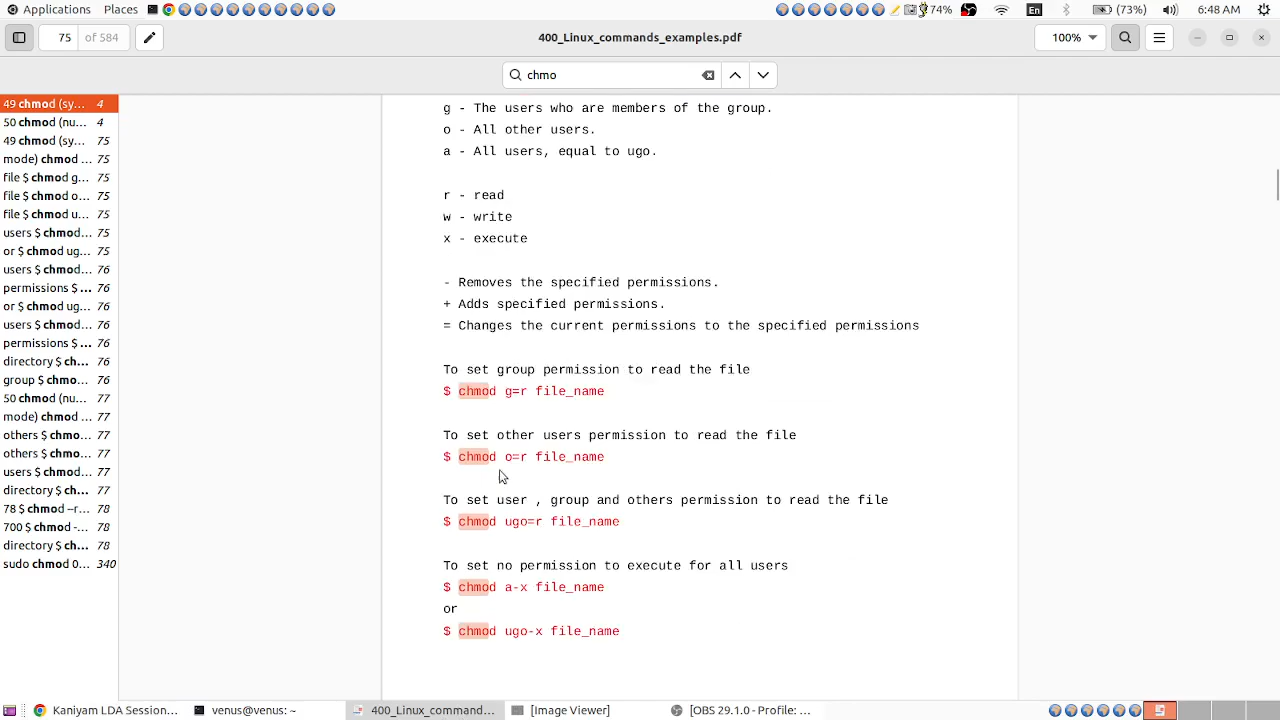 Applications Places 74% En (73%) 6:48 AM
75 of 584 400_Linux_commands_examples.pdf 100%
chmo
49 chmod (sy... 4
50 chmod (nu... 4
49 chmod (sy... 75
mode) chmod ... 75
file $ chmod g... 75
file $ chmod o... 75
file $ chmod u... 75
users $ chmod... 75
or $ chmod ug... 75
users $ chmod... 76
permissions $ ... 76
or $ chmod ug... 76
users $ chmod... 76
permissions $ ... 76
directory $ ch... 76
group $ chmo... 76
50 chmod (nu... 77
mode) chmod ... 77
others $ chmo... 77
others $ chmo... 77
users $ chmod... 77
directory $ ch... 77
78 $ chmod --r... 78
700 $ chmod -... 78
directory $ ch... 78
sudo chmod 0... 340
g - The users who are members of the group.
o - All other users.
a - All users, equal to ugo.
r - read
w - write
x - execute
- Removes the specified permissions.
+ Adds specified permissions.
= Changes the current permissions to the specified permissions
To set group permission to read the file
$ chmod g=r file_name
To set other users permission to read the file
$ chmod o=r file_name
To set user , group and others permission to read the file
$ chmod ugo=r file_name
To set no permission to execute for all users
$ chmod a-x file_name
or
$ chmod ugo-x file_name
Kaniyam LDA Session... venus@venus: ~ 400_Linux_command... [Image Viewer] [OBS 29.1.0 - Profile: ...